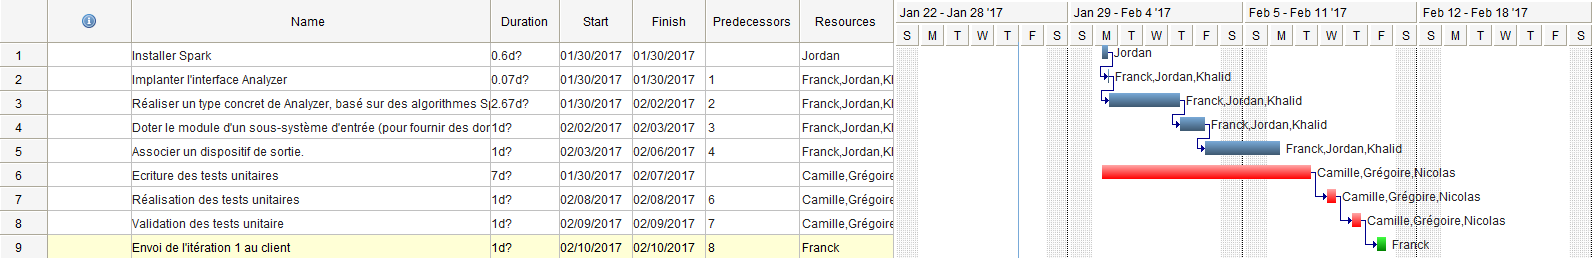 Name Duration Start Finish Predecessors Resources
Jan 22 - Jan 28 '17 Jan 29 - Feb 4 '17 Feb 5 - Feb 11 '17 Feb 12 - Feb 18 '17
S M T W T F S S M T W T F S S M T W T F S S M T W T F S
1 Installer Spark 0.6d? 01/30/2017 01/30/2017 Jordan Jordan
2 Implanter l'interface Analyzer 0.07d? 01/30/2017 01/30/2017 1 Franck,Jordan,Kl Franck,Jordan,Khalid
3 Réaliser un type concret de Analyzer, basé sur des algorithmes Sp 2.67d? 01/30/2017 02/02/2017 2 Franck,Jordan,Kl Franck,Jordan,Khalid
4 Doter le module d'un sous-système d'entrée (pour fournir des dor 1d? 02/02/2017 02/03/2017 3 Franck,Jordan,Kl Franck,Jordan,Khalid
5 Associer un dispositif de sortie. 1d? 02/03/2017 02/06/2017 4 Franck,Jordan,Kl Franck,Jordan,Khalid
6 Ecriture des tests unitaires 7d? 01/30/2017 02/07/2017 Camille,Grégoire Camille,Grégoire,Nicolas
7 Réalisation des tests unitaires 1d? 02/08/2017 02/08/2017 6 Camille,Grégoire Camille,Grégoire,Nicolas
8 Validation des tests unitaire 1d? 02/09/2017 02/09/2017 7 Camille,Grégoire Camille,Grégoire,Nicolas
9 Envoi de l'itération 1 au client 1d? 02/10/2017 02/10/2017 8 Franck Franck